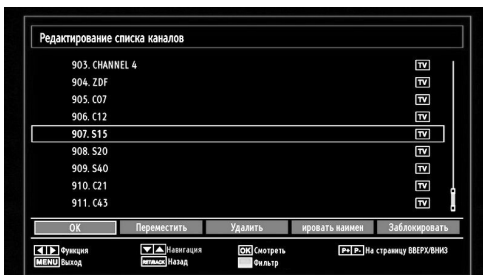 Редактирование списка каналов
903. CHANNEL 4 TV
904. ZDF TV
905. C07 TV
906. C12 TV
907. S15 TV
908. S20 TV
909. S40 TV
910. C21 TV
911. C43 TV
OK Переместить Удалить ировать наимен Заблокировать
Функция Навигация OK Смотреть P+ P- На страницу ВВЕРХ/ВНИЗ
MENU Выход RET/BACK Назад Фильтр